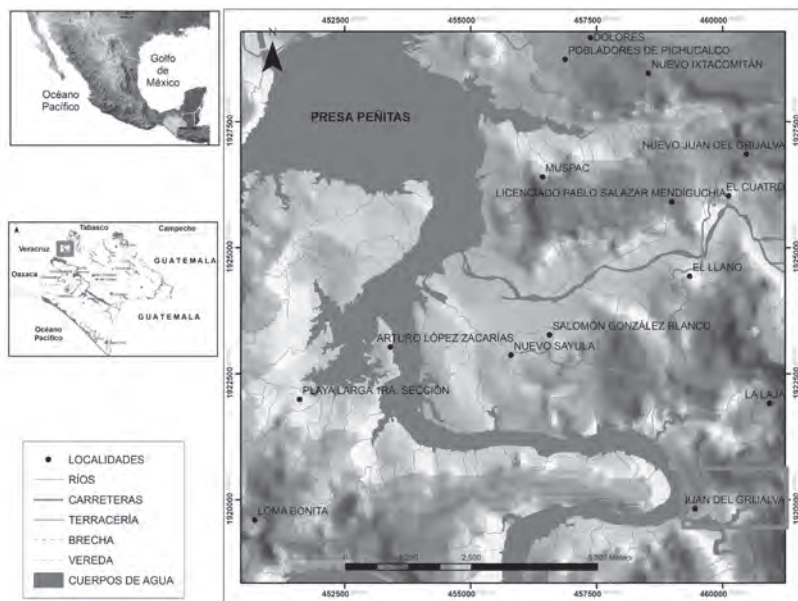 Golfo
de
México
Océano
Pacífico
Tabasco
Campeche
Veracruz
GUATEMALA
Oaxaca
GUATEMALA
Océano
Pacífico
LOCALIDADES
RÍOS
CARRETERAS
TERRACERÍA
BRECHA
VEREDA
CUERPOS DE AGUA
452500
455000
457500
460000
N
DOLORES
POBLADORES DE PICHUCALCO
NUEVO IXTACOMITÁN
PRESA PEÑITAS
1927500
1927500
NUEVO JUAN DEL GRIJALVA
MUSPAC
LICENCIADO PABLO SALAZAR MENDIGUCHÍA
EL CUATRO
1925000
1925000
EL LLANO
SALOMÓN GONZÁLEZ BLANCO
ARTURO LÓPEZ ZACARÍAS
NUEVO SAYULA
1922500
1922500
PLAYA LARGA 1RA. SECCIÓN
LA LAJA
1920000
1920000
JUAN DEL GRIJALVA
LOMA BONITA
2,500
452500
455000
457500
460000